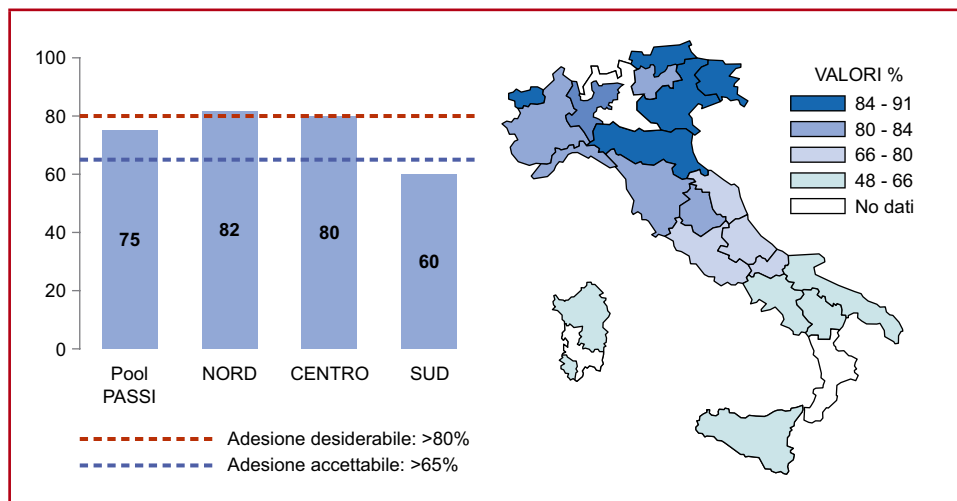 100
80
60
40
20
0
75
82
80
60
Pool
PASSI
NORD
CENTRO
SUD
Adesione desiderabile: >80%
Adesione accettabile: >65%
VALORI %
84 - 91
80 - 84
66 - 80
48 - 66
No dati